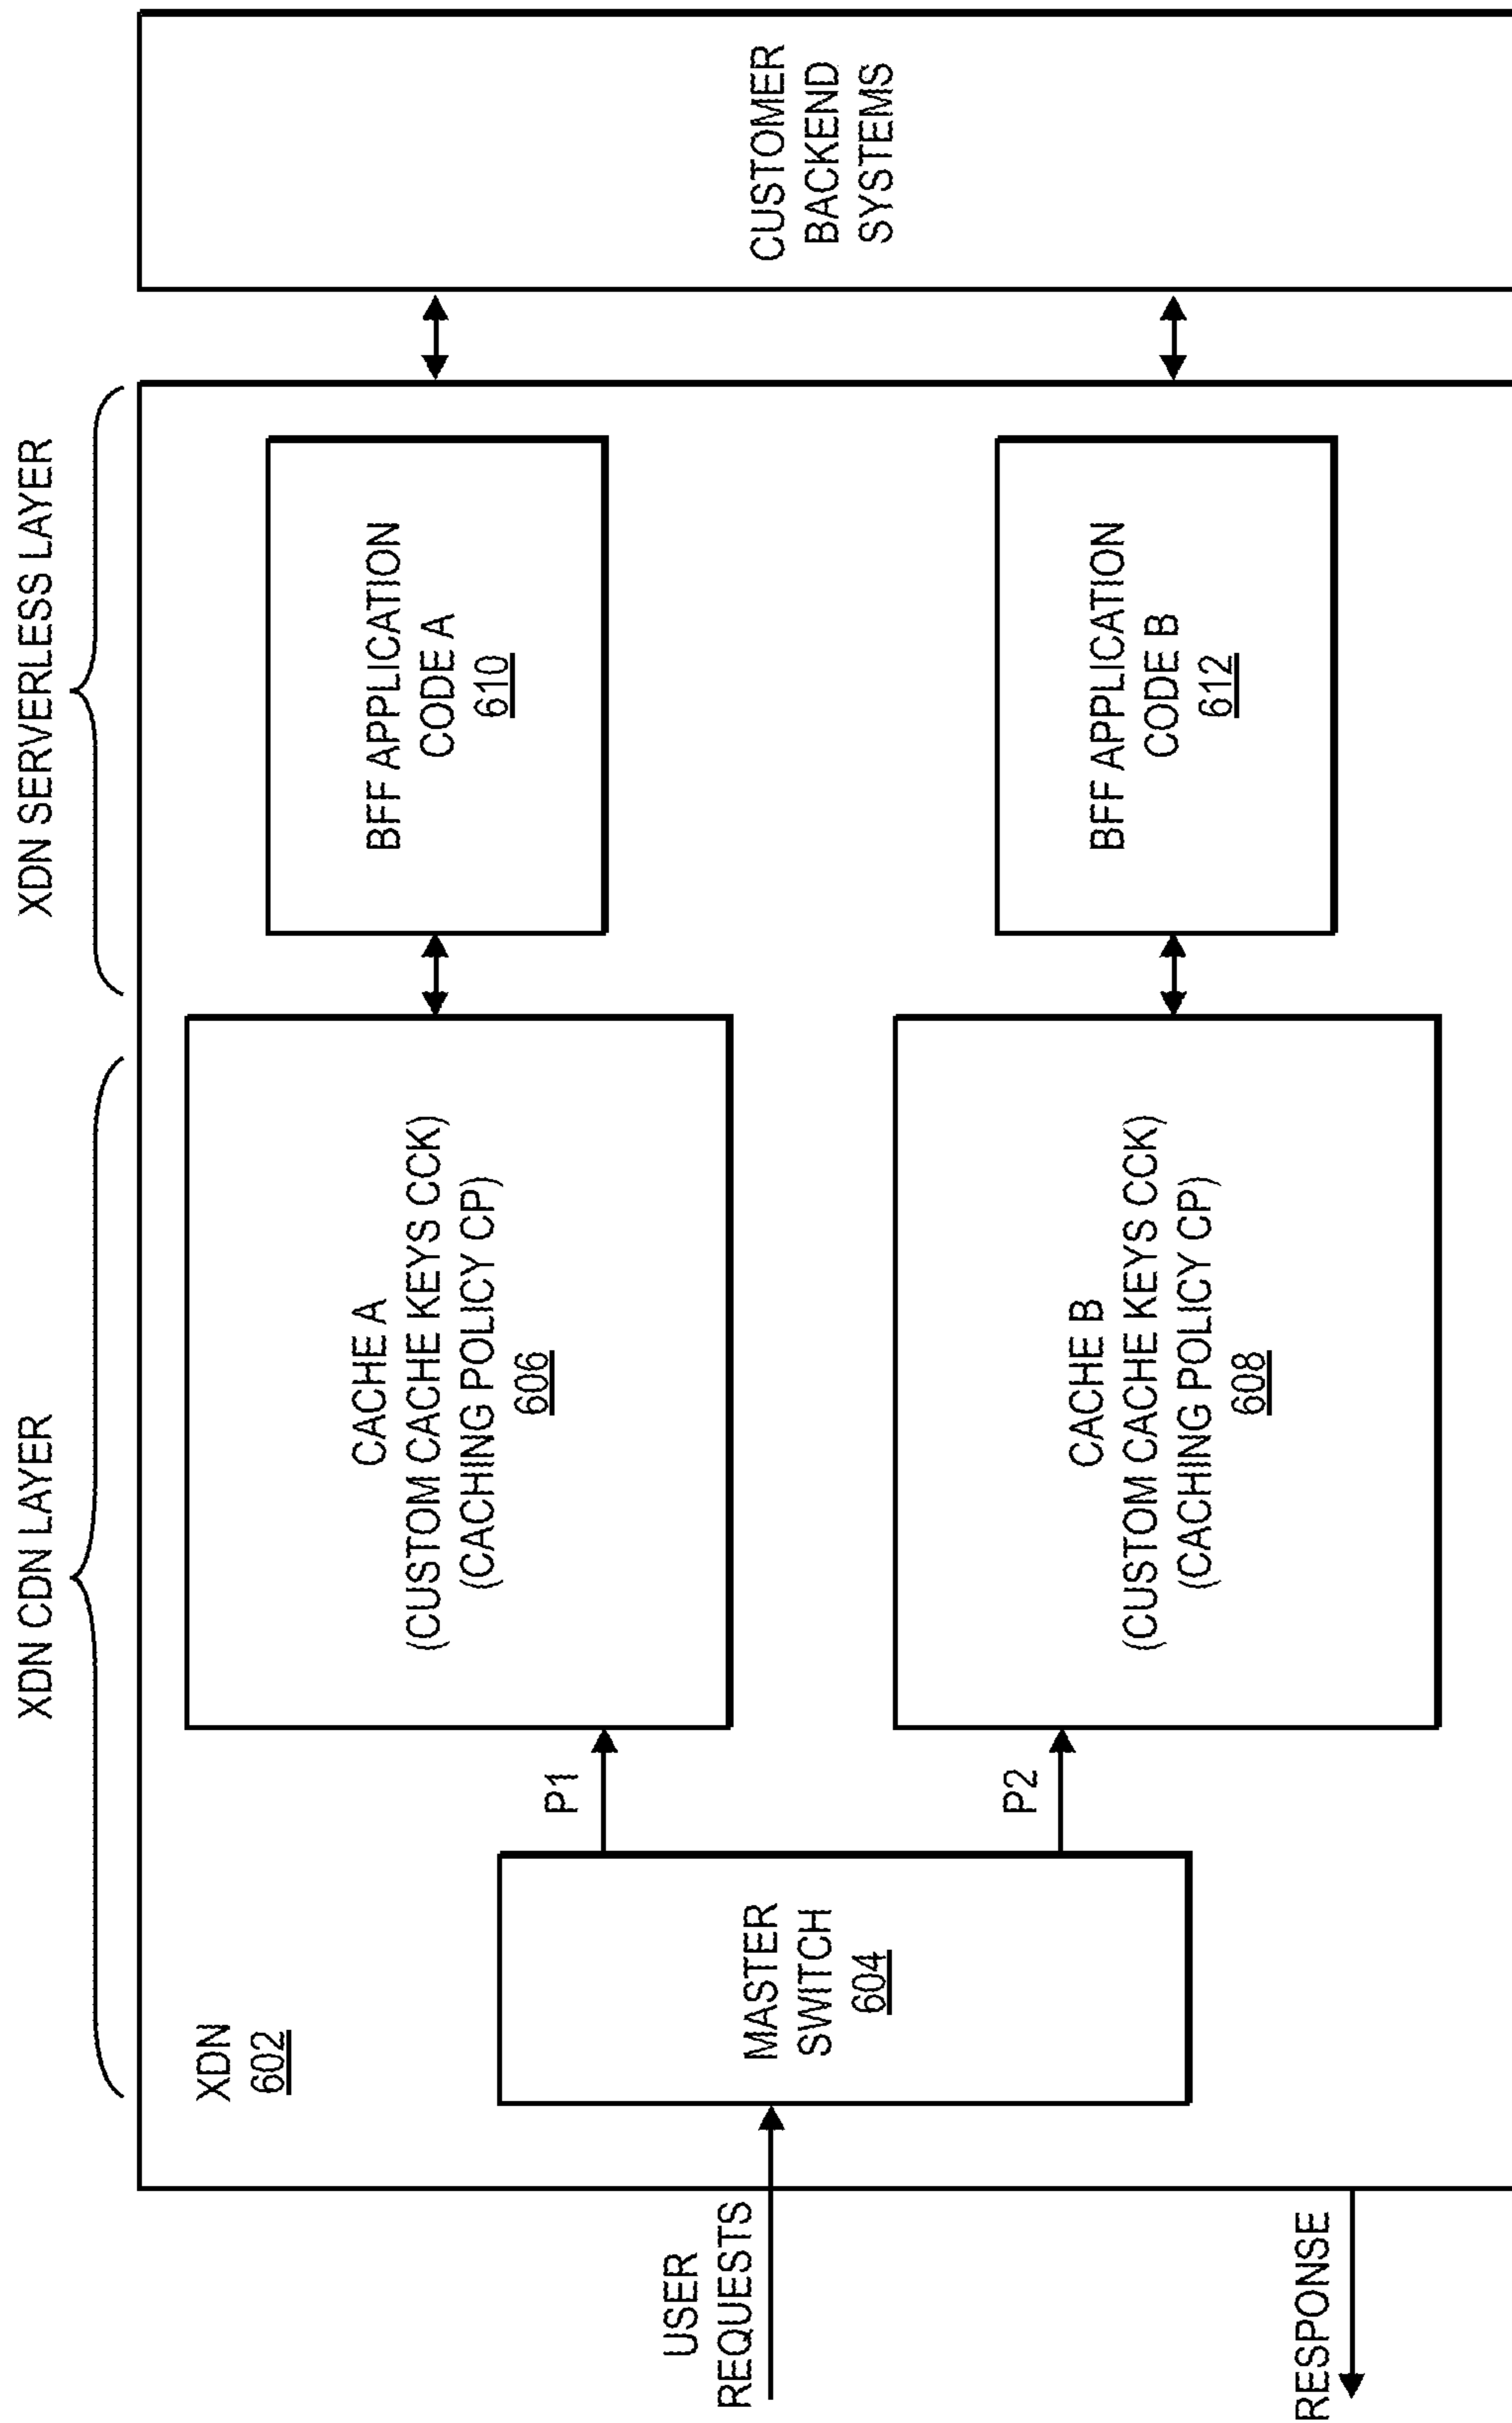 XDN CDN LAYER
XDN SERVERLESS LAYER
XDN
602
USER
REQUESTS
MASTER
SWITCH
604
P1
P2
CACHE A
(CUSTOM CACHE KEYS CCK)
(CACHING POLICY CP)
606
BFF APPLICATION
CODE A
610
CACHE B
(CUSTOM CACHE KEYS CCK)
(CACHING POLICY CP)
608
BFF APPLICATION
CODE B
612
CUSTOMER
BACKEND
SYSTEMS
RESPONSE